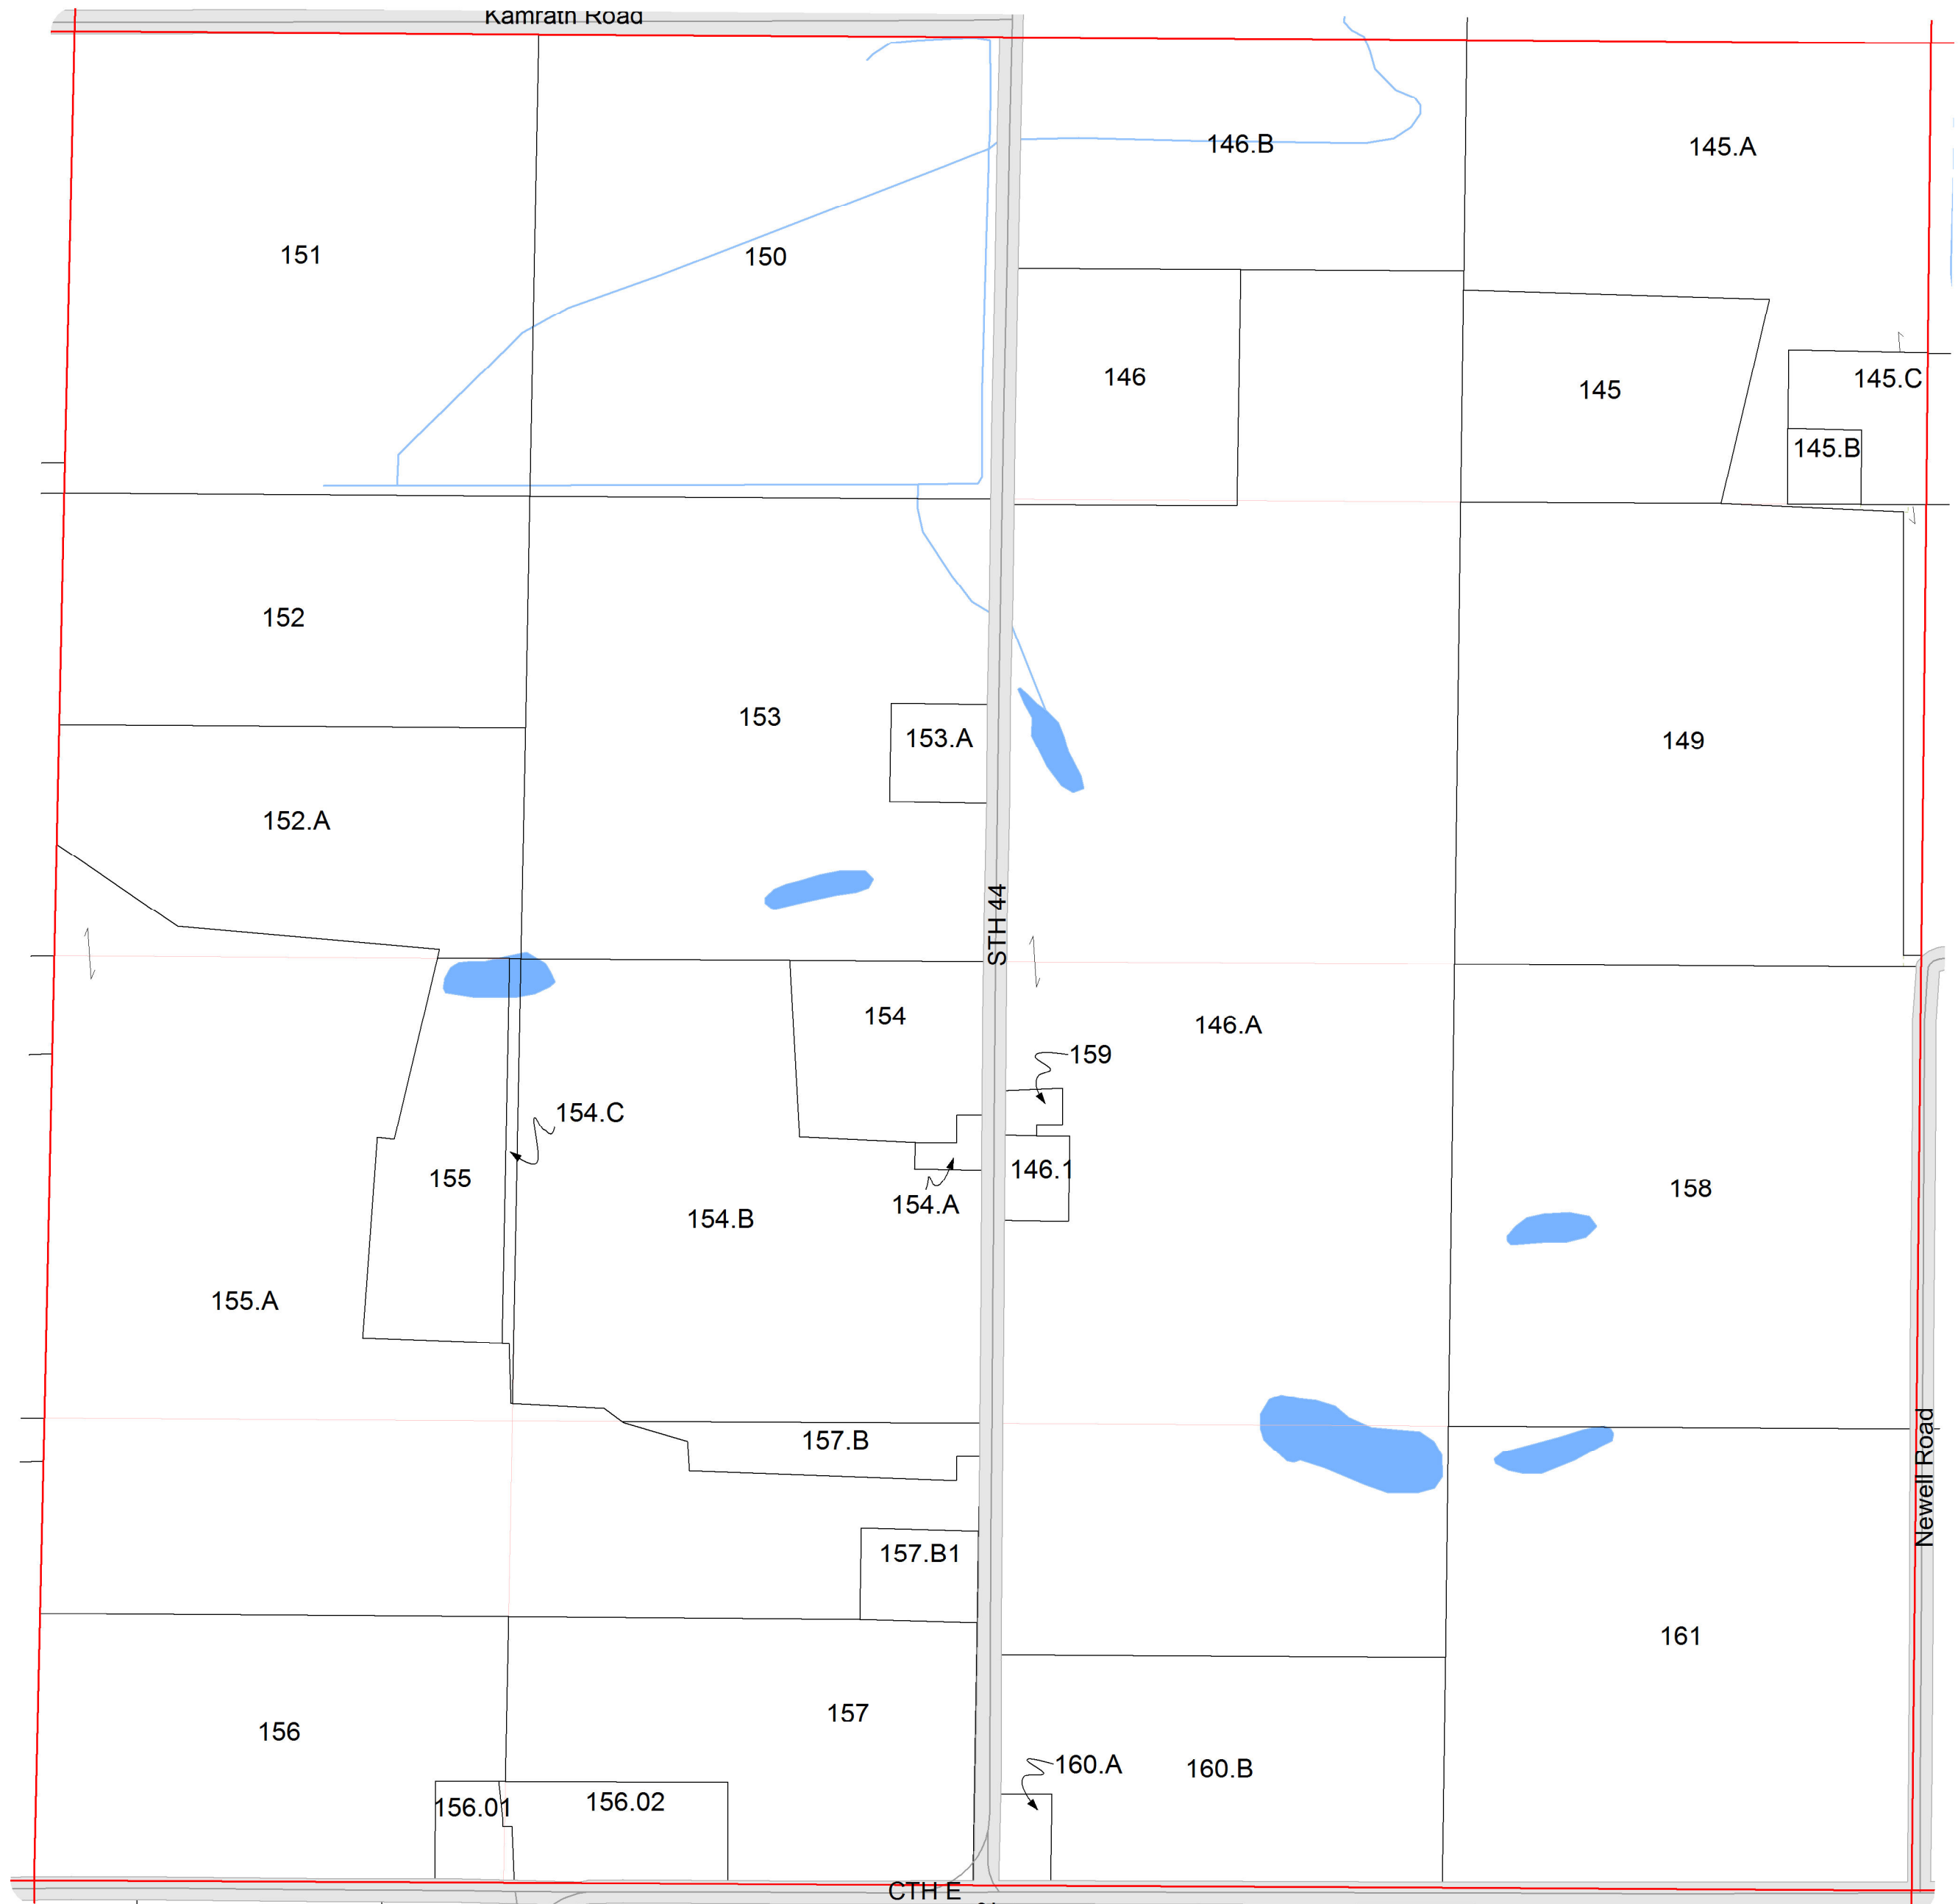 Kamrath Road
146.B
145.A
151
150
146
145
145.C
145.B
152
153
153.A
149
152.A
STH 44
154
146.A
159
154.C
155
146.1
154.A
154.B
158
155.A
157.B
Newell Road
157.B1
161
157
156
160.A
160.B
156.01
156.02
CTH E